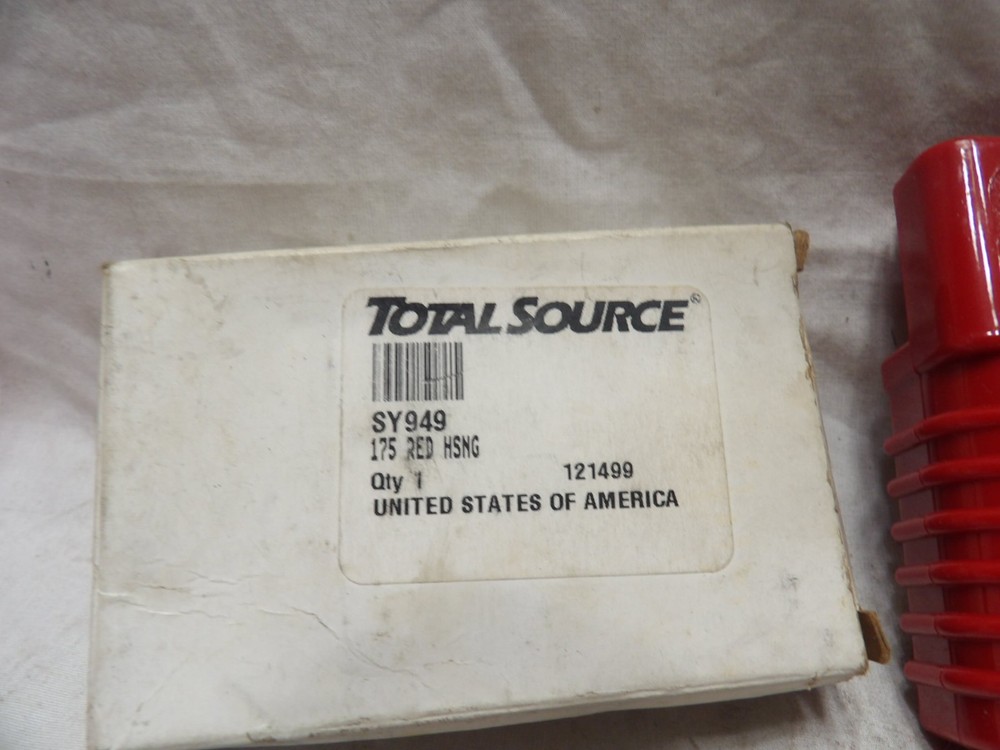 TOTAL SOURCE®
SY949
175 RED HSNG
Qty 1 121499
UNITED STATES OF AMERICA